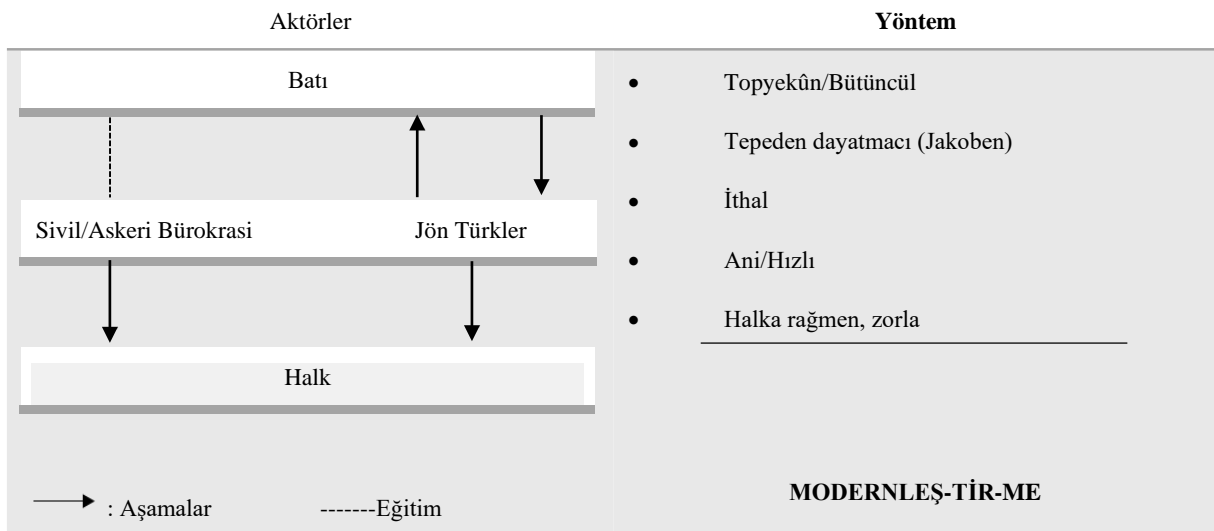 Aktörler
Yöntem
Batı
Sivil/Askeri Bürokrasi
Jön Türkler
Halk
: Aşamalar
-------Eğitim
• Topyekûn/Bütüncül
• Tepeden dayatmacı (Jakoben)
• İthal
• Ani/Hızlı
• Halka rağmen, zorla
MODERNLEŞ-TİR-ME